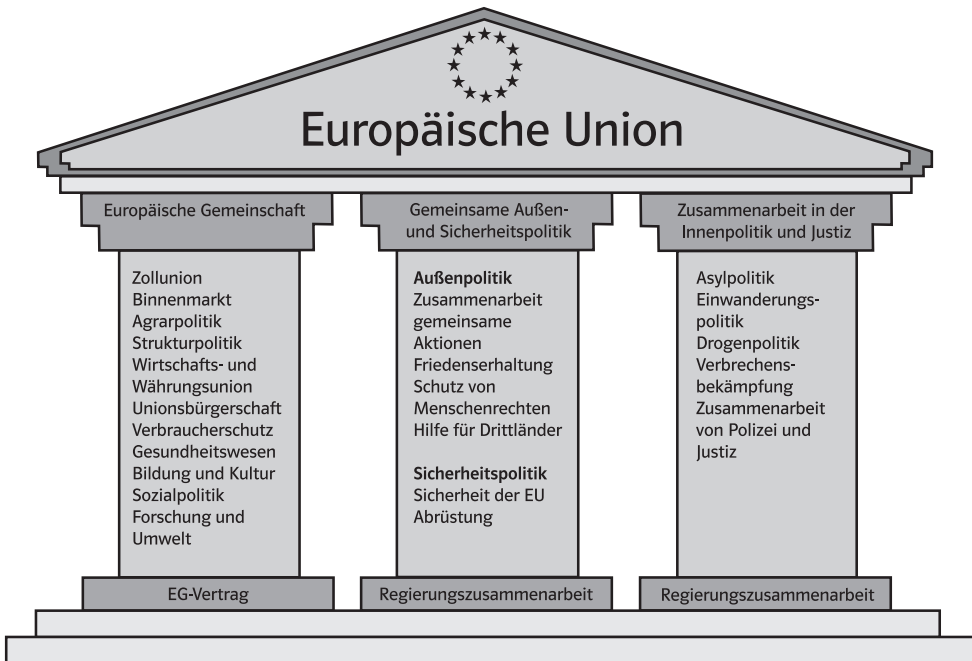 Europäische Union
Europäische Gemeinschaft
Zollunion
Binnenmarkt
Agrarpolitik
Strukturpolitik
Wirtschafts- und
Währungsunion
Unionsbürgerschaft
Verbraucherschutz
Gesundheitswesen
Bildung und Kultur
Sozialpolitik
Forschung und
Umwelt
EG-Vertrag
Gemeinsame Außen-
und Sicherheitspolitik
Außenpolitik
Zusammenarbeit
gemeinsame
Aktionen
Friedenserhaltung
Schutz von
Menschenrechten
Hilfe für Drittländer
Sicherheitspolitik
Sicherheit der EU
Abrüstung
Regierungszusammenarbeit
Zusammenarbeit in der
Innenpolitik und Justiz
Asylpolitik
Einwanderungs-
politik
Drogenpolitik
Verbrechens-
bekämpfung
Zusammenarbeit
von Polizei und
Justiz
Regierungszusammenarbeit